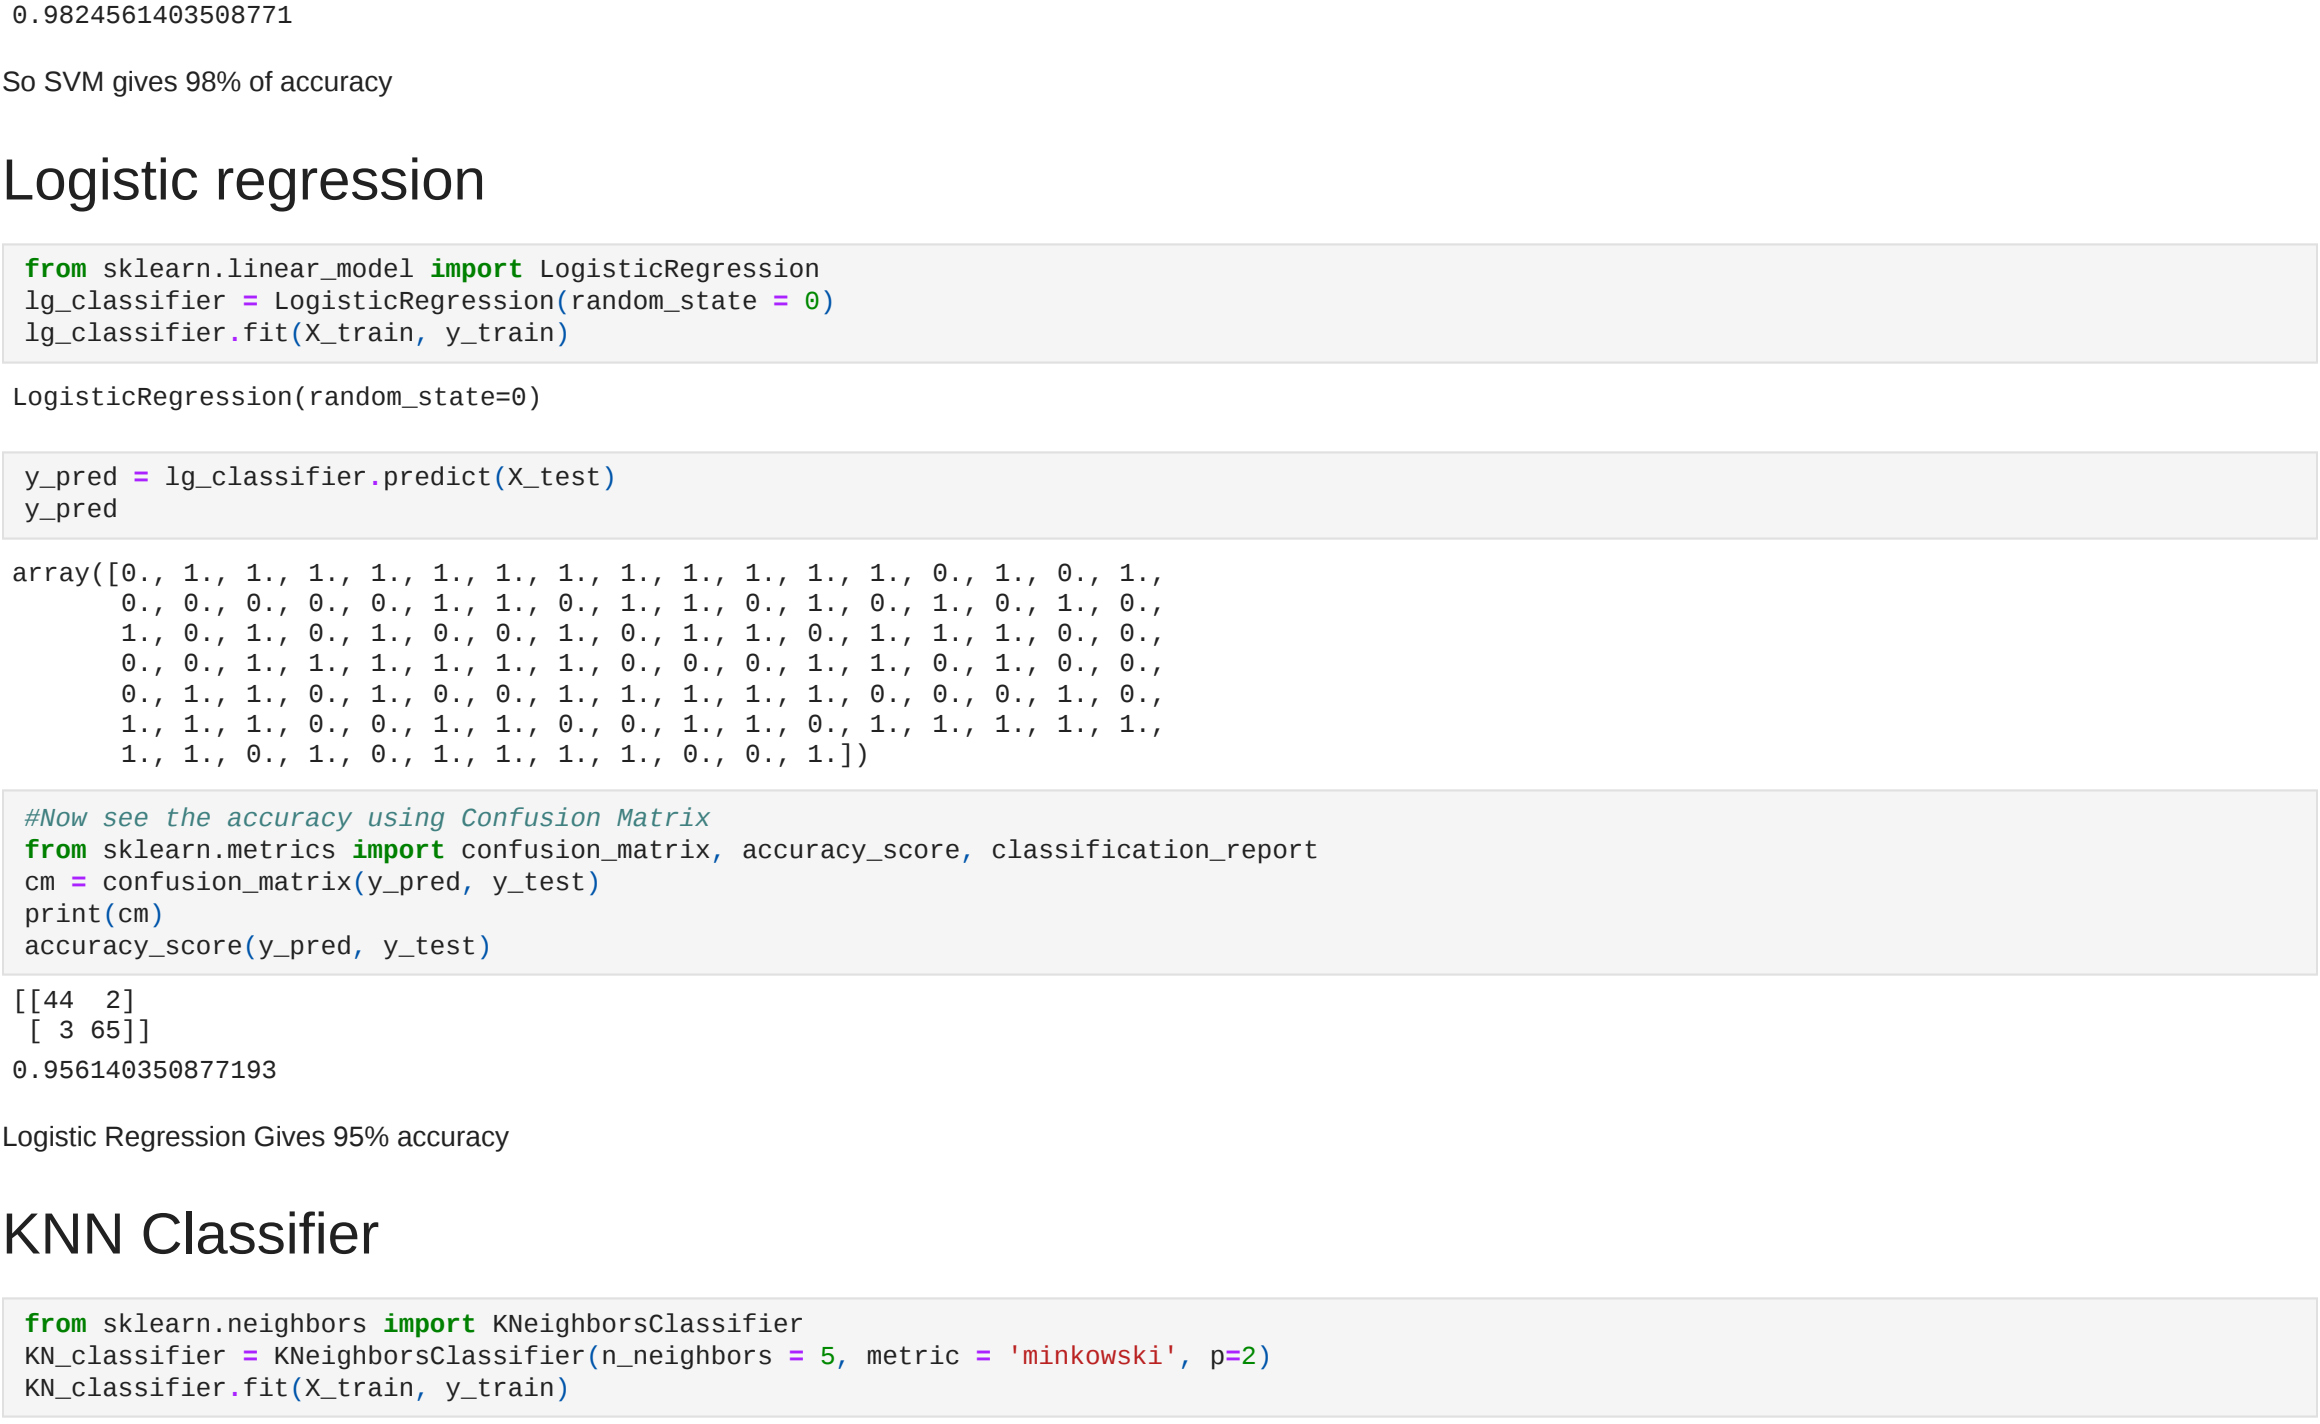 0.9824561403508771
So SVM gives 98% of accuracy
Logistic regression
from sklearn.linear_model import LogisticRegression
lg_classifier = LogisticRegression(random_state = 0)
lg_classifier.fit(X_train, y_train)
LogisticRegression(random_state=0)
y_pred = lg_classifier.predict(X_test)
y_pred
array([0., 1., 1., 1., 1., 1., 1., 1., 1., 1., 1., 1., 1., 0., 1., 0., 1.,
       0., 0., 0., 0., 0., 1., 1., 0., 1., 1., 0., 1., 0., 1., 0., 1., 0.,
       1., 0., 1., 0., 1., 0., 0., 1., 0., 1., 1., 0., 1., 1., 1., 0., 0.,
       0., 0., 1., 1., 1., 1., 1., 1., 0., 0., 0., 1., 1., 0., 1., 0., 0.,
       0., 1., 1., 0., 1., 0., 0., 1., 1., 1., 1., 1., 0., 0., 0., 1., 0.,
       1., 1., 1., 0., 0., 1., 1., 0., 0., 1., 1., 0., 1., 1., 1., 1., 1.,
       1., 1., 0., 1., 0., 1., 1., 1., 1., 0., 0., 1.])
#Now see the accuracy using Confusion Matrix
from sklearn.metrics import confusion_matrix, accuracy_score, classification_report
cm = confusion_matrix(y_pred, y_test)
print(cm)
accuracy_score(y_pred, y_test)
[[44  2]
 [ 3 65]]
0.956140350877193
Logistic Regression Gives 95% accuracy
KNN Classifier
from sklearn.neighbors import KNeighborsClassifier
KN_classifier = KNeighborsClassifier(n_neighbors = 5, metric = 'minkowski', p=2)
KN_classifier.fit(X_train, y_train)